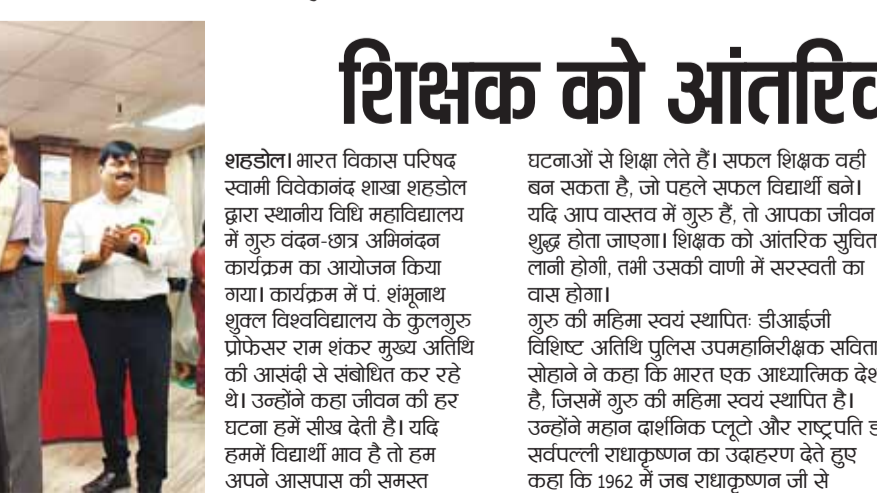 शिक्षक को
शहडोल। भारत विकास परिषद
स्वामी विवेकानंद शाखा शहडोल
द्वारा स्थानीय विधि महाविद्यालय
में गुरु वंदन-छात्र अभिनंदन
कार्यक्रम का आयोजन किया
गया। कार्यक्रम में पं. शंभूनाथ
शुक्ल विश्वविद्यालय के कुलगुरु
प्रोफेसर राम शंकर मुख्य अतिथि
की आसंदी से संबोधित कर रहे
थे। उन्होंने कहा जीवन की हर
घटना हमें सीख देती है। यदि
हममें विद्यार्थी भाव है तो हम
अपने आसपास की समस्त
घटनाओं से शिक्षा लेते हैं। सफल शिक्षक वही
बन सकता है, जो पहले सफल विद्यार्थी बने।
यदि आप वास्तव में गुरु हैं, तो आपका जीवन
शुद्ध होता जाएगा। शिक्षक को आंतरिक सुचित
लानी होगी, तभी उसकी वाणी में सरस्वती का
वास होगा।
गुरु की महिमा स्वयं स्थापितः डीआईजी
विशिष्ट अतिथि पुलिस उपमहानिरीक्षक सविता
सोहाने ने कहा कि भारत एक आध्यात्मिक
है, जिसमें गुरु की महिमा स्वयं स्थापित है।
उन्होंने महान दार्शनिक प्लूटो और राष्ट्रपति
सर्वपल्ली राधाकृष्णन का उदाहरण देते हुए
कहा कि 1962 में जब राधाकृष्णन जी से